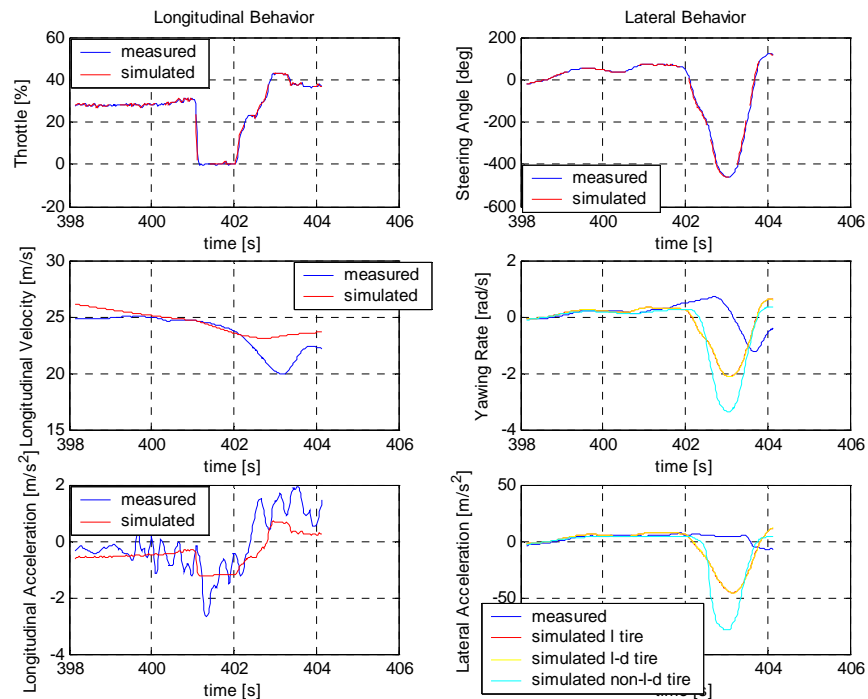 Longitudinal Behavior
Lateral Behavior
60
40
20
0
-20
Throttle [%]
measured
simulated
398
400
402
404
406
time [s]
200
0
-200
-400
-600
Steering Angle [deg]
measured
simulated
398
400
402
404
406
time [s]
30
25
20
15
Longitudinal Velocity [m/s]
measured
simulated
398
400
402
404
406
time [s]
2
0
-2
-4
Yawing Rate [rad/s]
398
400
402
404
406
time [s]
2
0
-2
-4
Longitudinal Acceleration [m/s²]
measured
simulated
398
400
402
404
406
time [s]
50
0
-50
Lateral Acceleration [m/s²]
measured
simulated l tire
simulated l-d tire
simulated non-l-d tire
404
406
time [s]